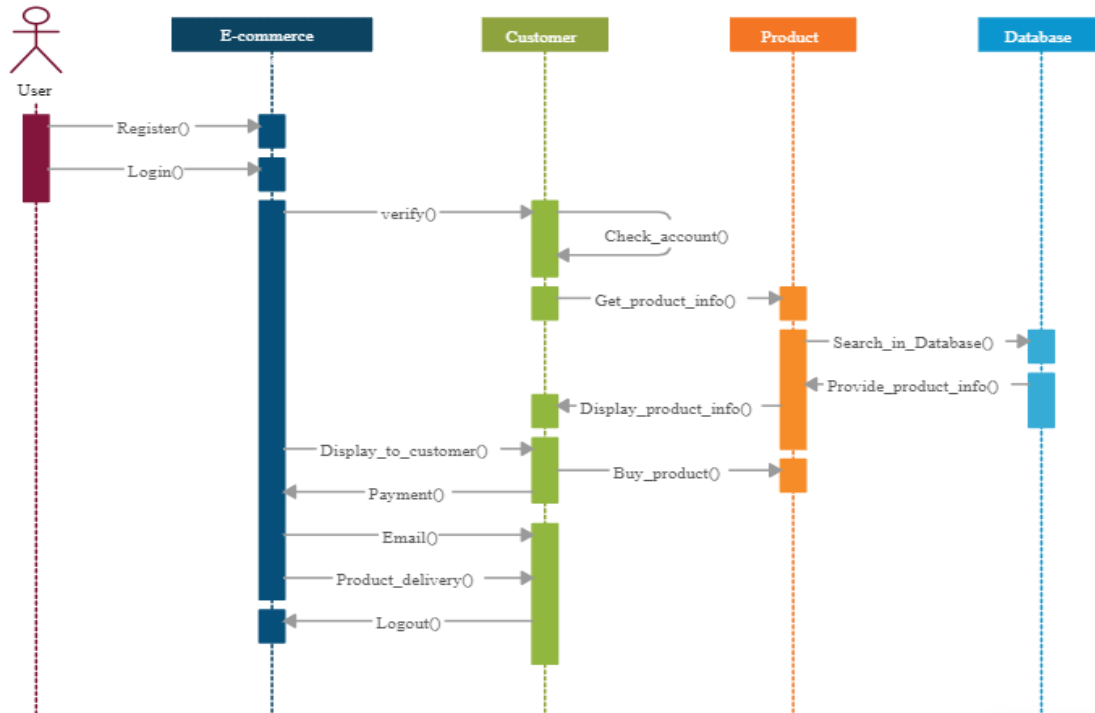 E-commerce
Customer
Product
Database
User
Register()
Login()
verify()
Check_account()
Get_product_info()
Search_in_Database()
Provide_product_info()
Display_product_info()
Display_to_customer()
Buy_product()
Payment()
Email()
Product_delivery()
Logout()